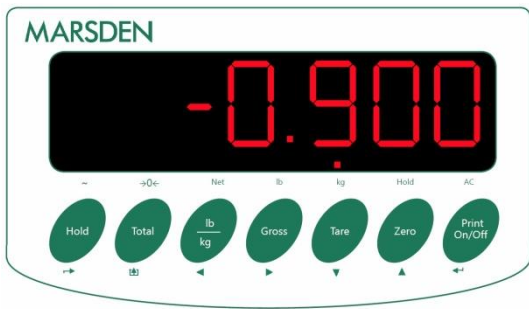 MARSDEN
-0.900
~ →0← Net lb kg Hold AC
Hold Total lb/kg Gross Tare Zero Print On/Off